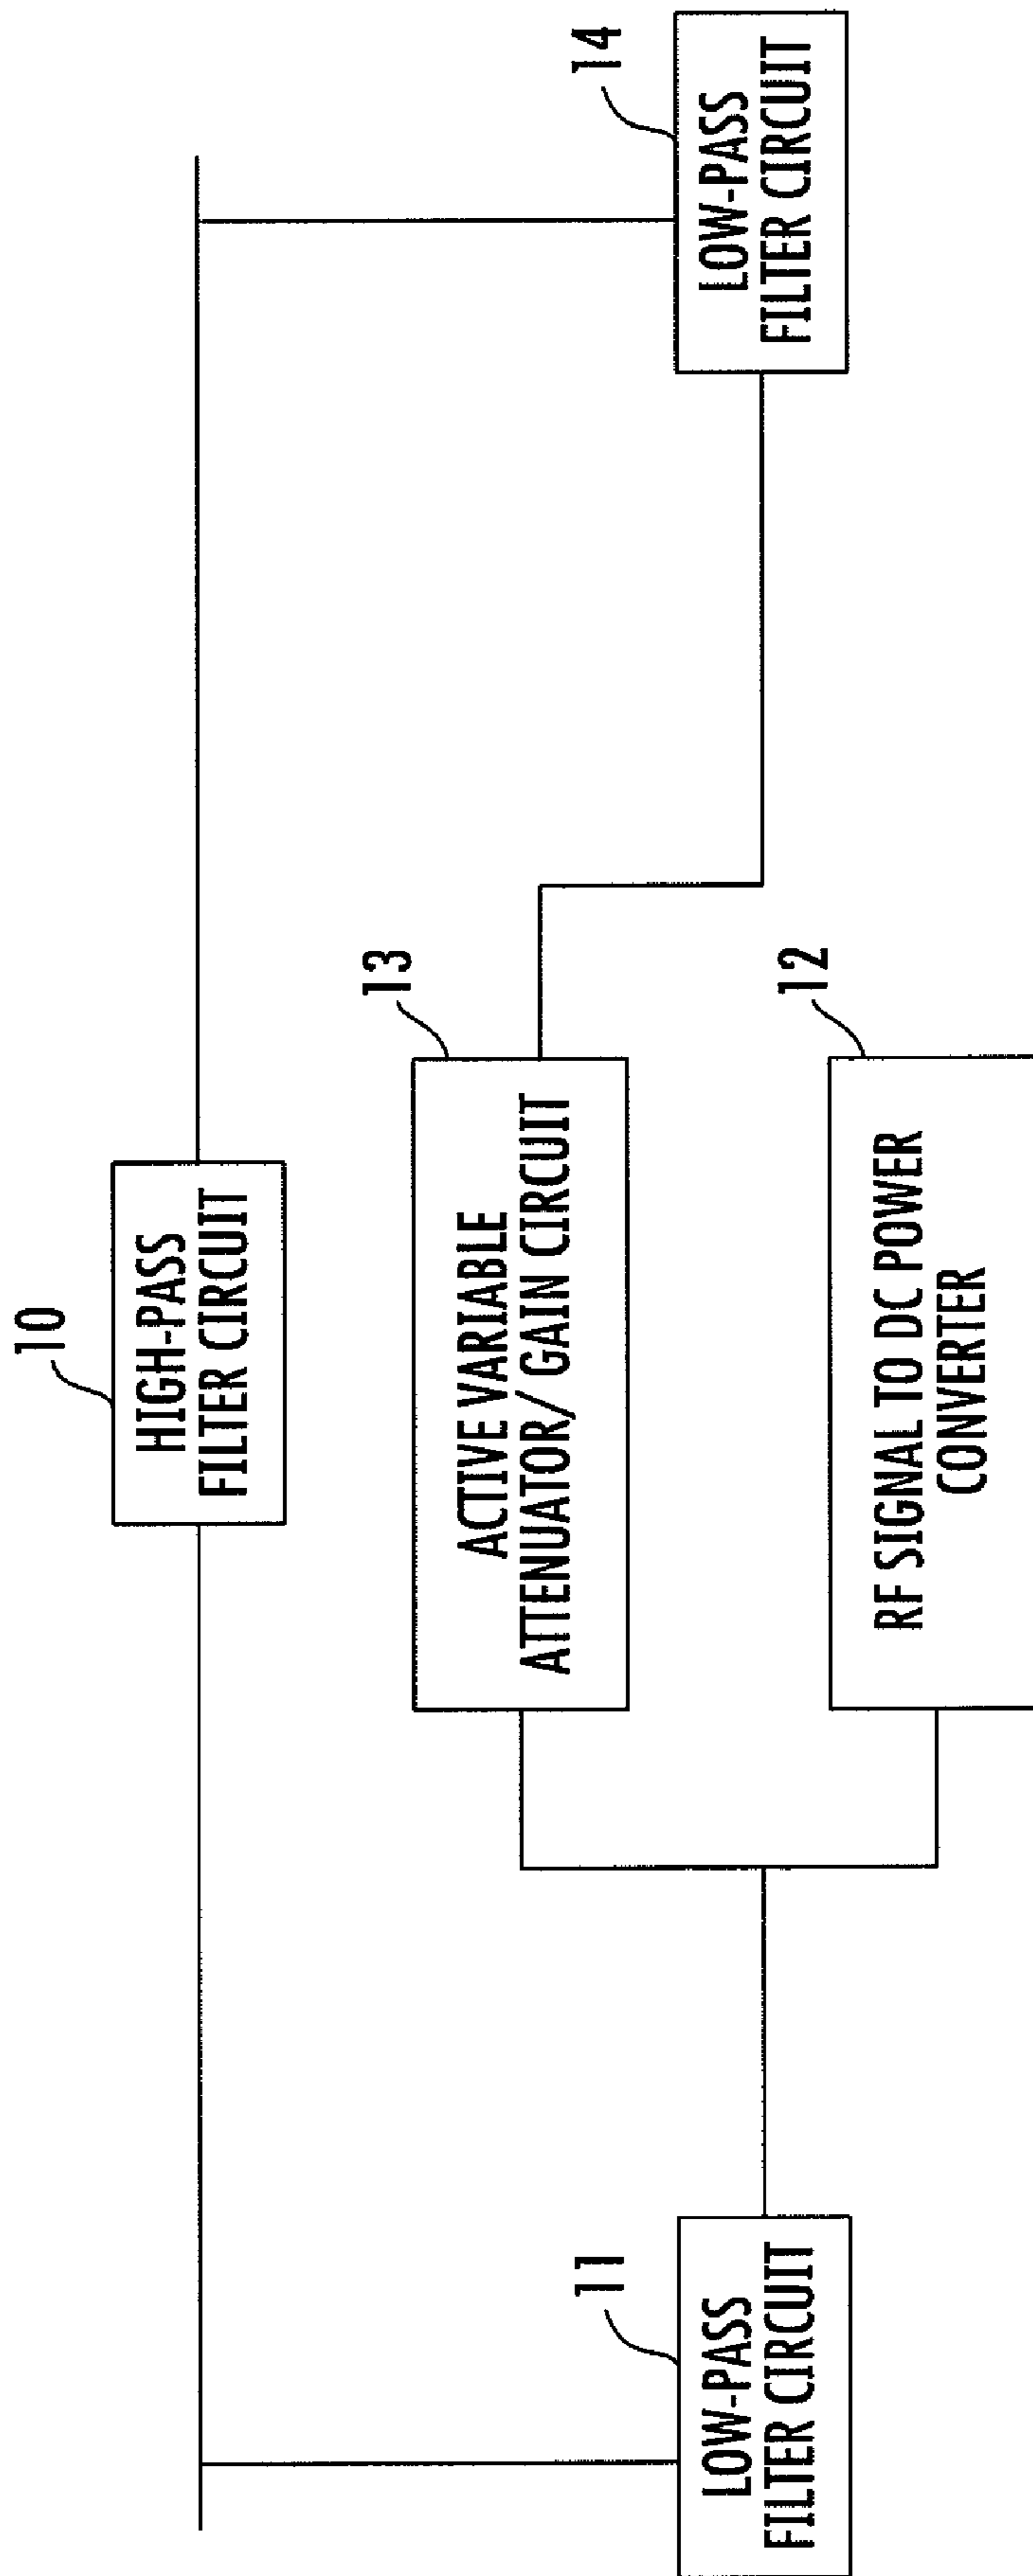 10
HIGH-PASS
FILTER CIRCUIT
13
ACTIVE VARIABLE
ATTENUATOR/ GAIN CIRCUIT
11
LOW-PASS
FILTER CIRCUIT
14
LOW-PASS
FILTER CIRCUIT
12
RF SIGNAL TO DC POWER
CONVERTER